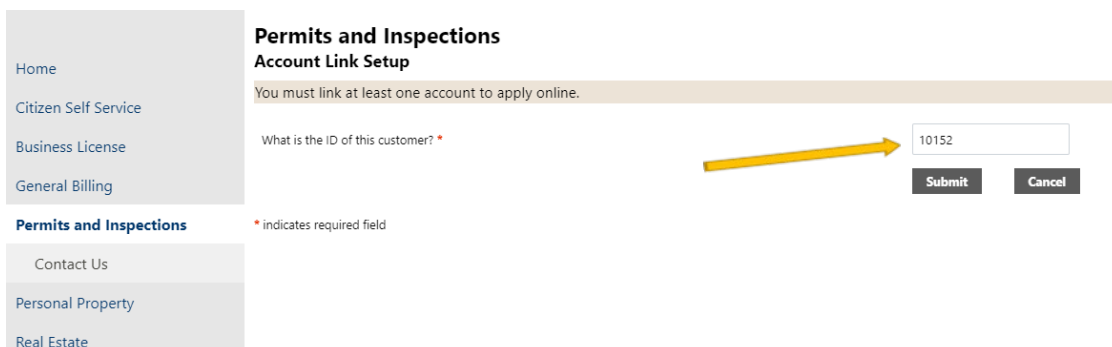 Permits and Inspections
Account Link Setup
You must link at least one account to apply online.
What is the ID of this customer? *
10152
Submit
Cancel
* indicates required field
Home
Citizen Self Service
Business License
General Billing
Permits and Inspections
Contact Us
Personal Property
Real Estate